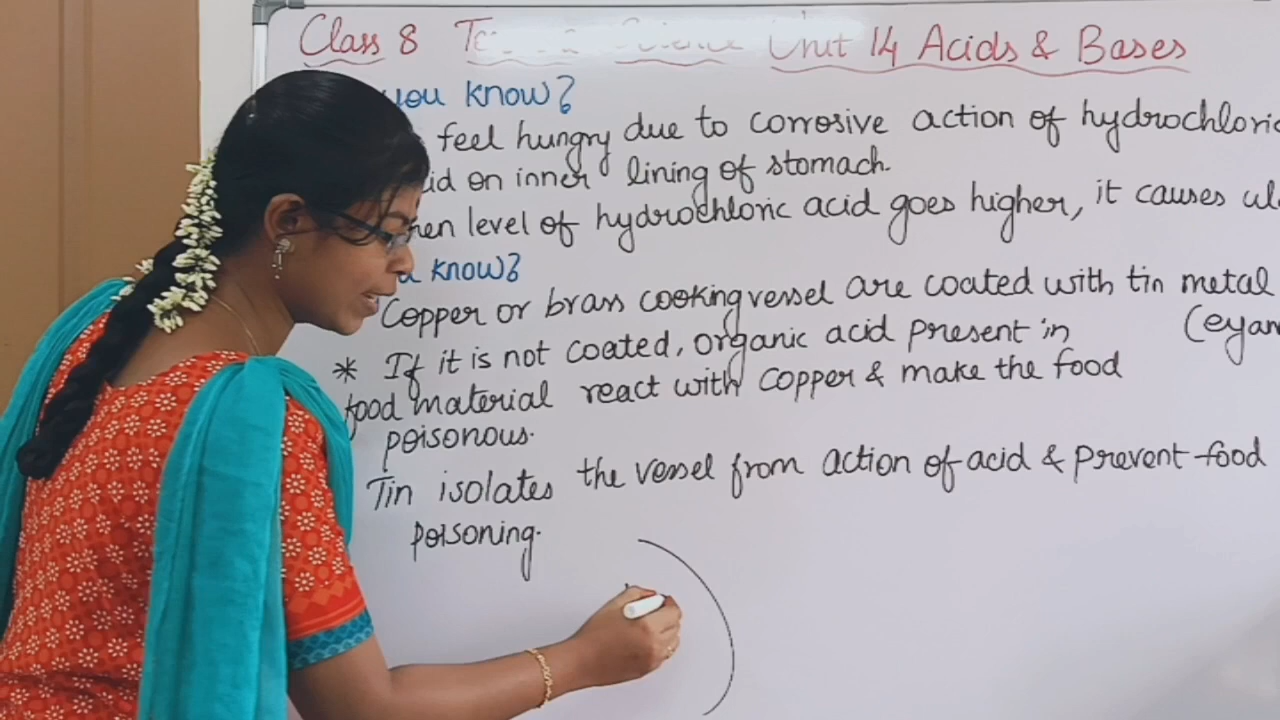 Class 8 Unit 14 Acids & Bases
you know?
feel hungry due to corrosive action of hydrochloric
on inner lining of stomach.
level of hydrochloric acid goes higher, it causes
know?
Copper or brass cooking vessel are coated with tin metal
* If it is not coated, organic acid present in (eyam
food material react with copper & make the food
poisonous.
Tin isolates the vessel from action of acid & prevent food
poisoning.